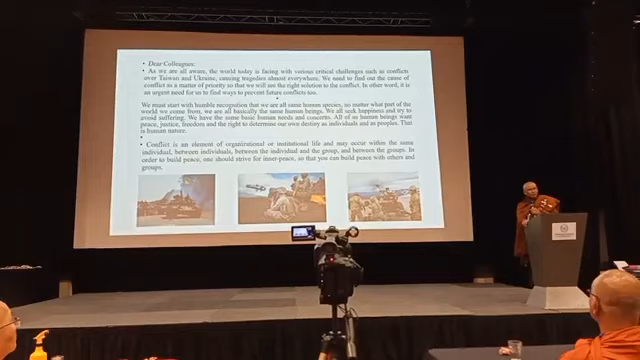 • Dear Colleagues:
• As we are all aware, the world today is facing with various critical challenges such as conflicts
over Taiwan and Ukraine, causing tragedies almost everywhere. We need to find out the cause of
conflict as a matter of priority so that we will see the right solution to the conflict. In other word, it is
an urgent need for us to find ways to prevent future conflicts too.
•
We must start with humble recognition that we are all same human species, no matter what part of the
world we come from, we are all basically the same human beings. We all seek happiness and try to
avoid suffering. We have the same basic human needs and concerns. All of us human beings want
peace, justice, freedom and the right to determine our own destiny as individuals and as peoples. That
is human nature.
•
• Conflict is an element of organizational or institutional life and may occur within the same
individual, between individuals, between the individual and the group, and between the groups. In
order to build peace, one should strive for inner-peace, so that you can build peace with others and
groups.